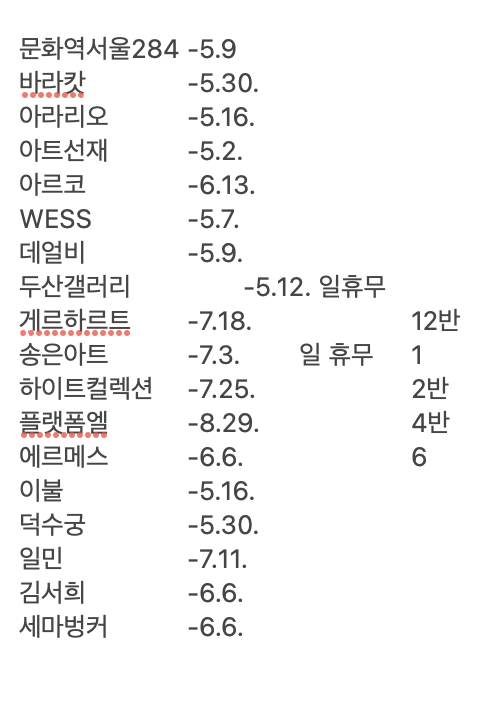 문화역서울284 -5.9
바라캇 -5.30.
아라리오 -5.16.
아트선재 -5.2.
아르코 -6.13.
WESS -5.7.
데얼비 -5.9.
두산갤러리 -5.12. 일휴무
게르하르트 -7.18. 12반
송은아트 -7.3. 일 휴무 1
하이트컬렉션 -7.25. 2반
플랫폼엘 -8.29. 4반
에르메스 -6.6. 6
이불 -5.16.
덕수궁 -5.30.
일민 -7.11.
김서희 -6.6.
세마벙커 -6.6.